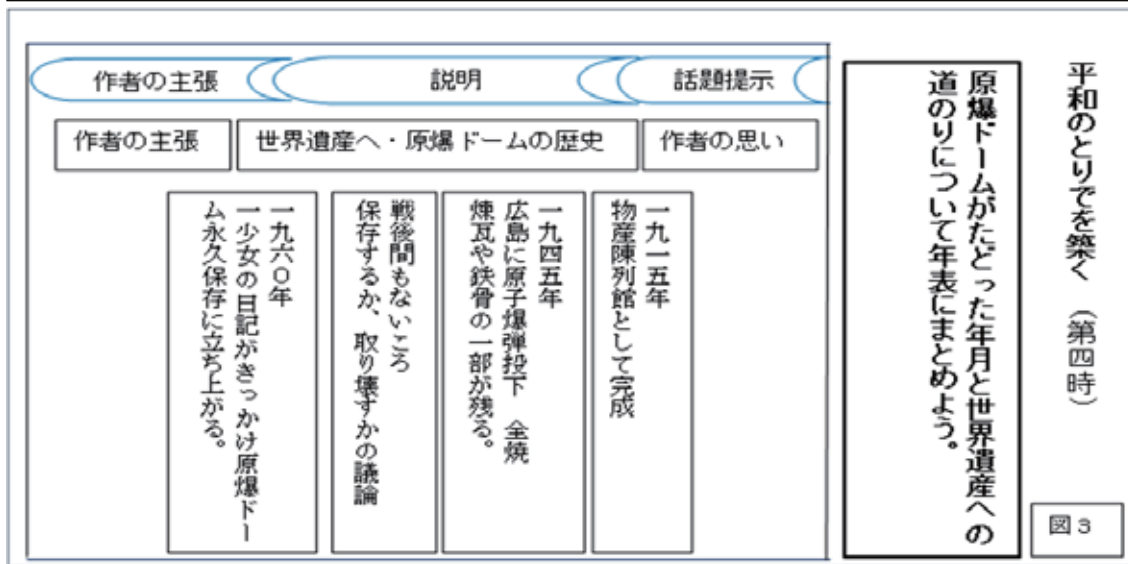 平和のとりでを築く （第四時）
図３
原爆ドームがたどった年月と世界遺産への
道のりについて年表にまとめよう。
話題提示
説明
作者の主張
作者の思い
世界遺産へ・原爆ドームの歴史
作者の主張
一九一五年
物産陳列館として完成
一九四五年
広島に原子爆弾投下 全焼
煉瓦や鉄骨の一部が残る。
戦後間もないころ
保存するか、取り壊すかの議論
一九六〇年
一少女の日記がきっかけ原爆ドー
ム永久保存に立ち上がる。